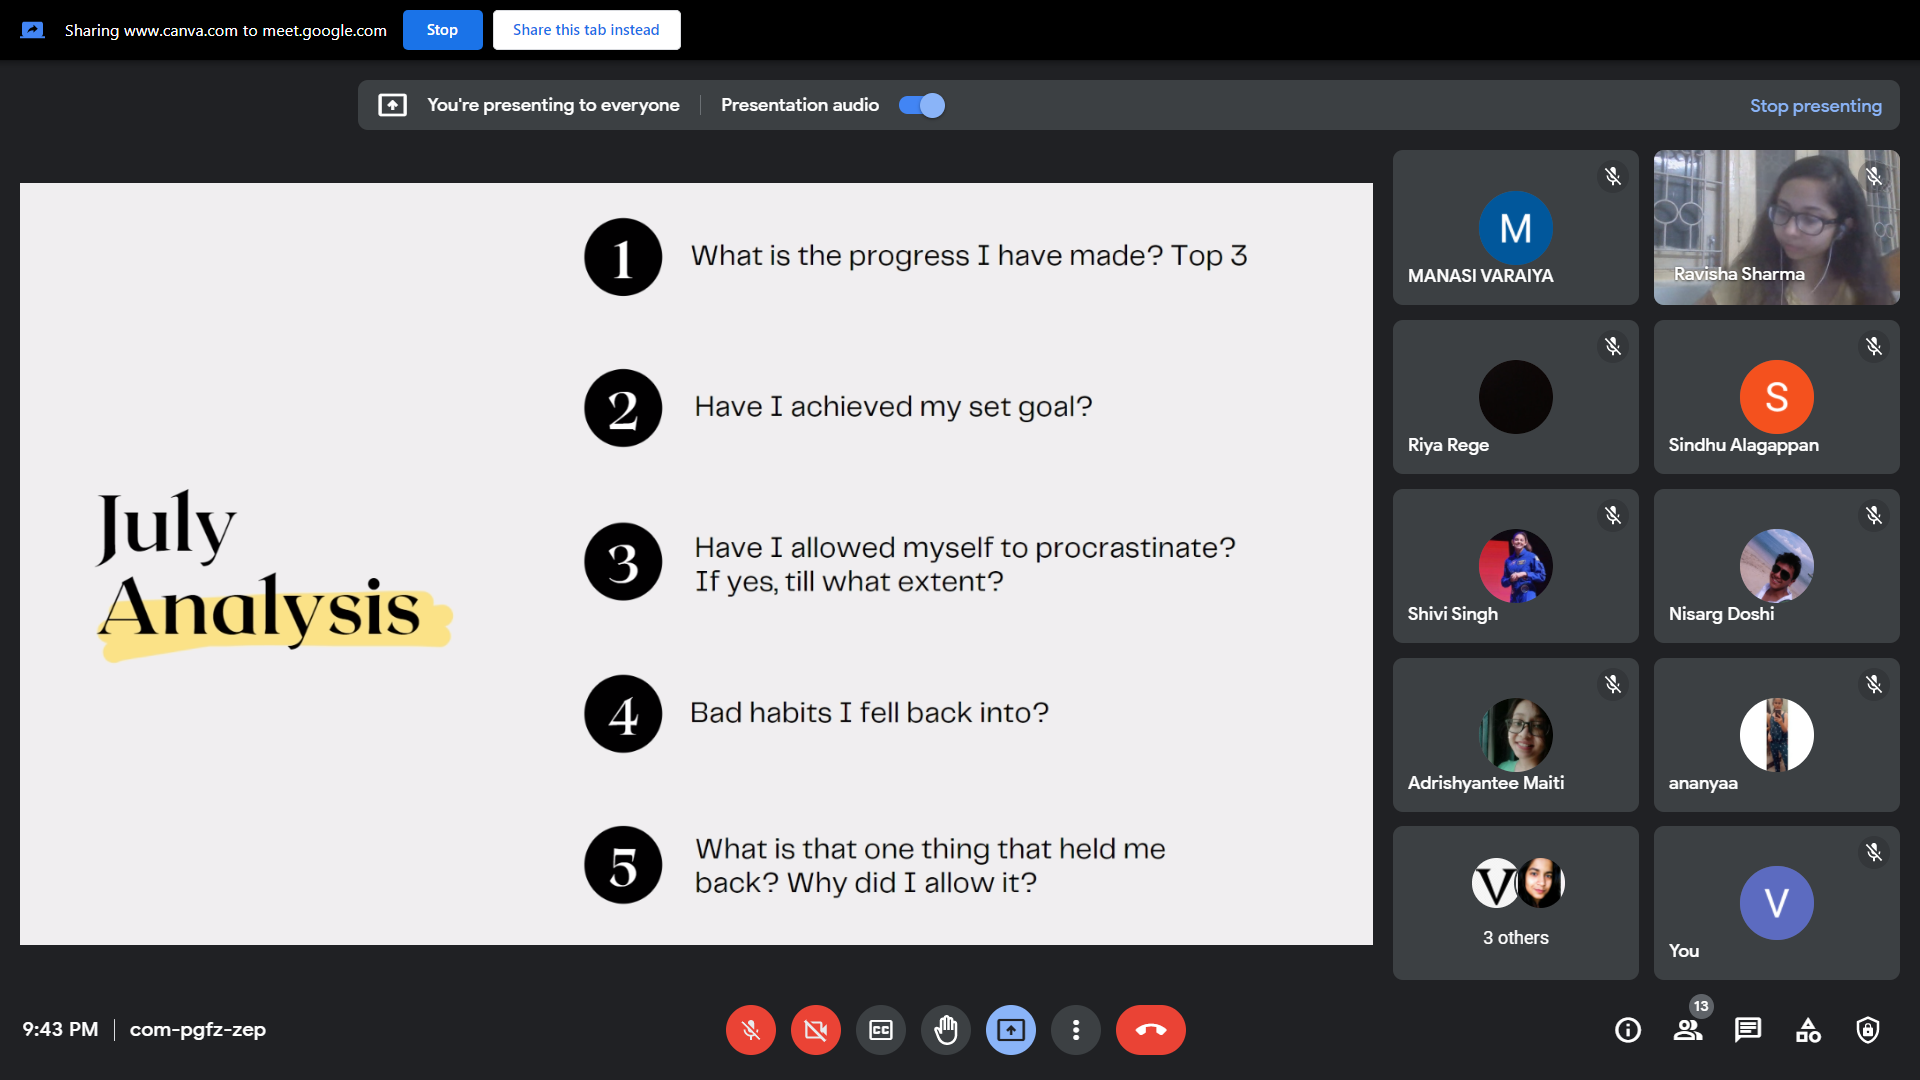 Sharing www.canva.com to meet.google.com
Stop
Share this tab instead
You're presenting to everyone
Presentation audio
Stop presenting
July
Analysis
1
What is the progress I have made? Top 3
2
Have I achieved my set goal?
3
Have I allowed myself to procrastinate?
If yes, till what extent?
4
Bad habits I fell back into?
5
What is that one thing that held me
back? Why did I allow it?
M
MANASI VARAIYA
Ravisha Sharma
Riya Rege
S
Sindhu Alagappan
Shivi Singh
Nisarg Doshi
Adrishyantee Maiti
ananyaa
V
3 others
V
You
9:43 PM
com-pgfz-zep
CC
13